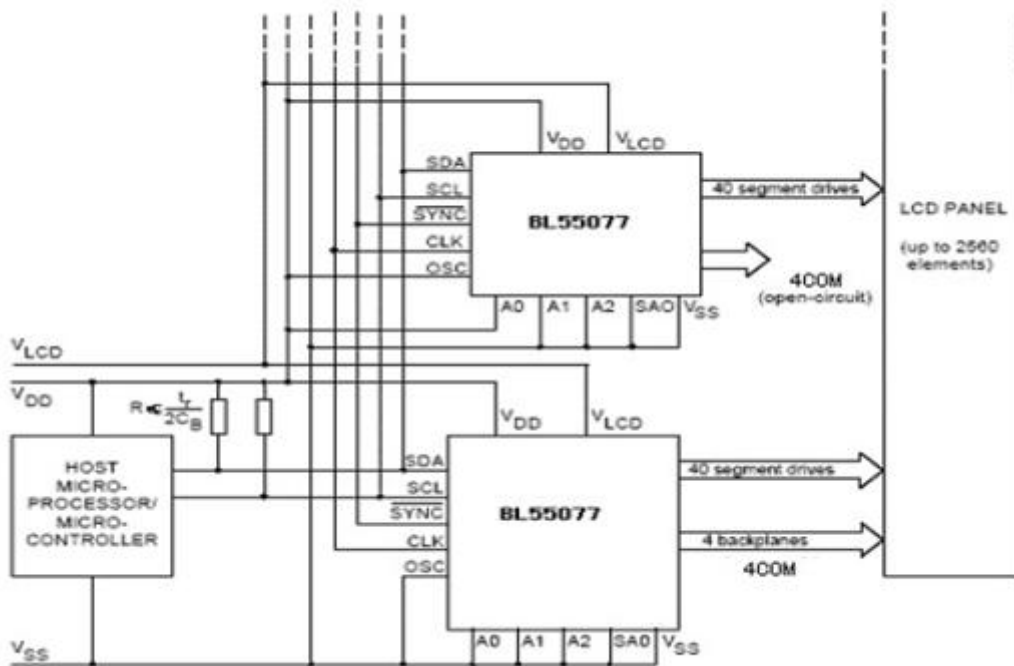 VDD
VLCD
SDA
SCL
SYNC
CLK
OSC
BL55077
40 segment drives
4COM
(open-circuit)
LCD PANEL
(up to 2560
elements)
A0
A1
A2
SAO
VSS
VLCD
VDD
R ≤ tr
2CB
HOST
MICRO-
PROCESSOR/
MICRO-
CONTROLLER
VDD
VLCD
SDA
SCL
SYNC
CLK
OSC
BL55077
40 segment drives
4 backplanes
4COM
A0
A1
A2
SA0
VSS
VSS